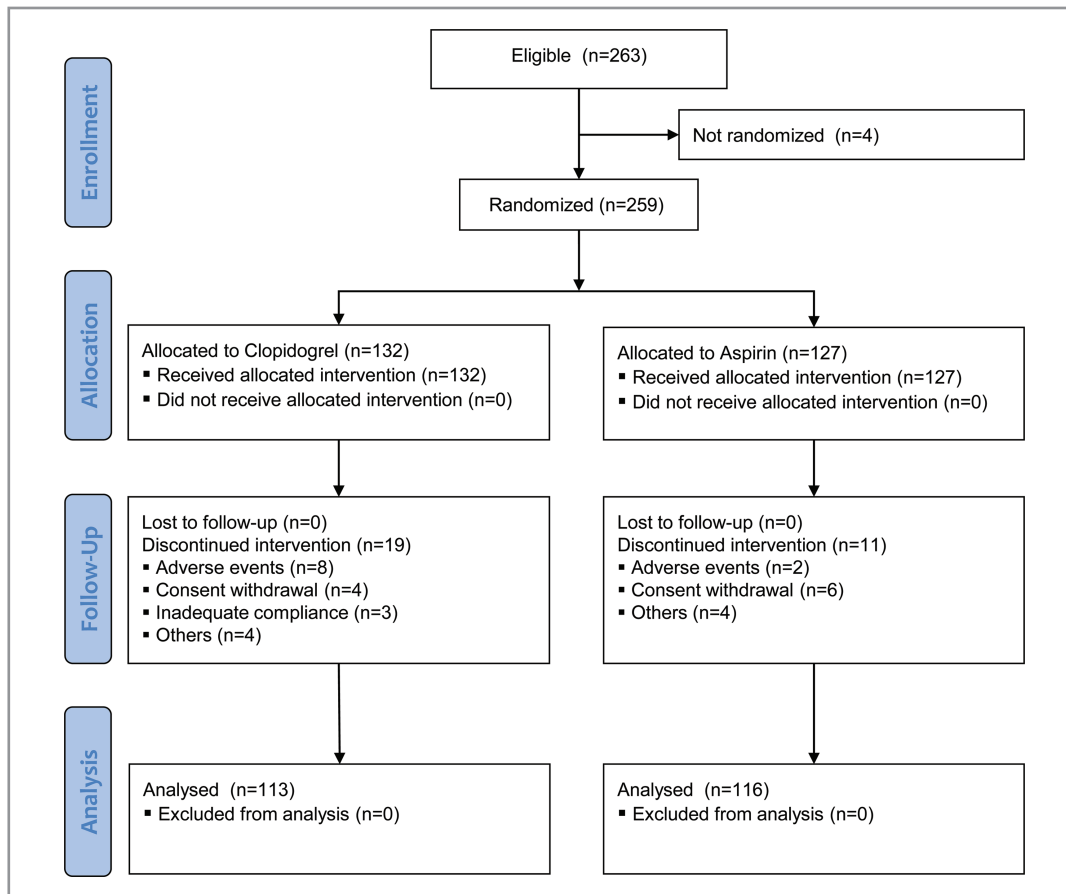 Enrollment
Eligible (n=263)
Not randomized (n=4)
Randomized (n=259)
Allocation
Allocated to Clopidogrel (n=132)
▪ Received allocated intervention (n=132)
▪ Did not receive allocated intervention (n=0)
Allocated to Aspirin (n=127)
▪ Received allocated intervention (n=127)
▪ Did not receive allocated intervention (n=0)
Follow-Up
Lost to follow-up (n=0)
Discontinued intervention (n=19)
▪ Adverse events (n=8)
▪ Consent withdrawal (n=4)
▪ Inadequate compliance (n=3)
▪ Others (n=4)
Lost to follow-up (n=0)
Discontinued intervention (n=11)
▪ Adverse events (n=2)
▪ Consent withdrawal (n=6)
▪ Others (n=4)
Analysis
Analysed (n=113)
▪ Excluded from analysis (n=0)
Analysed (n=116)
▪ Excluded from analysis (n=0)